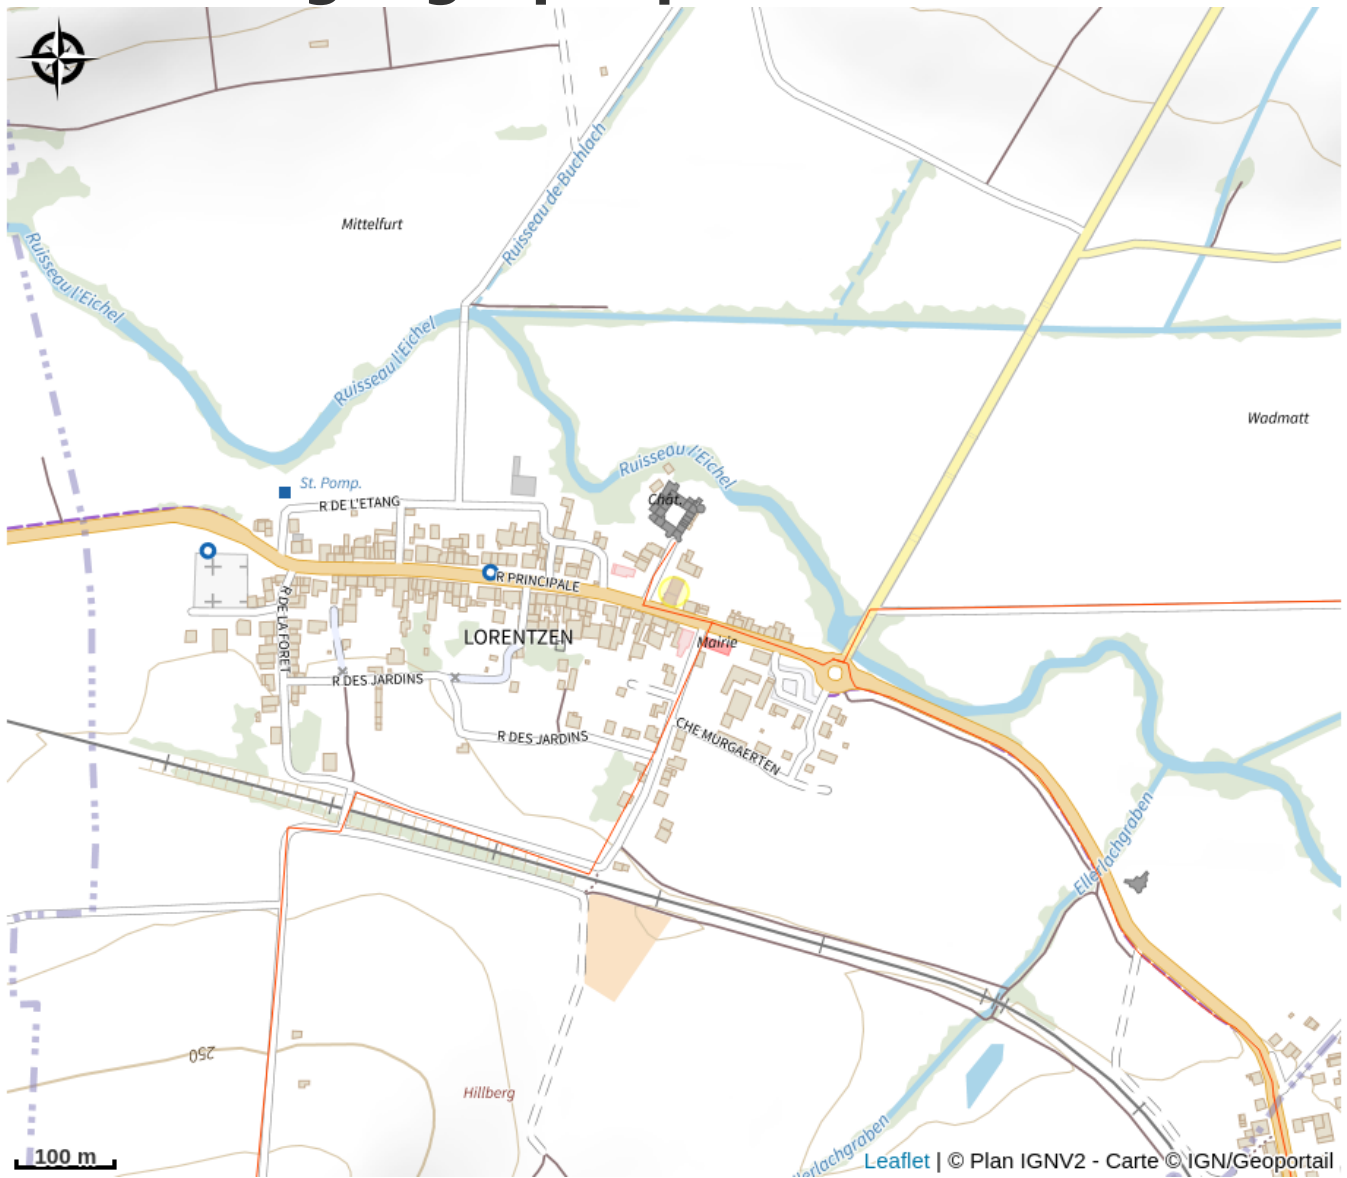 Ruisseau de Buchlach
Mittelfurt
Ruisseau l'Eichel
Ruisseau l'Eichel
Wadmatt
Ruisseau l'Eichel
St. Pomp.
Chât.
R DE L'ETANG
R PRINCIPALE
R DE LA FORET
LORENTZEN
Mairie
R DES JARDINS
CHE MURGAERTEN
R DES JARDINS
Ellerlachgraben
250
Hillberg
llerlachgraben
100 m
Leaflet | © Plan IGNV2 - Carte © IGN/Geoportail